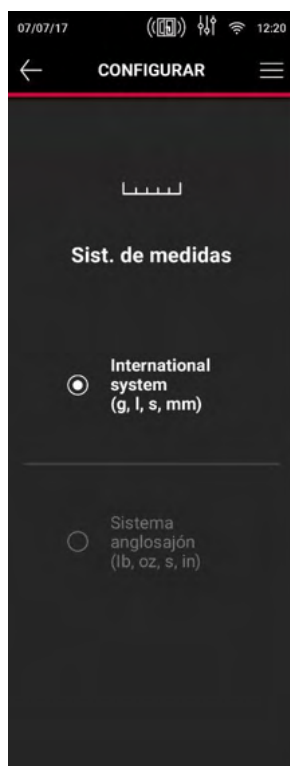 07/07/17 12:20
CONFIGURAR
Sist. de medidas
International
system
(g, l, s, mm)
Sistema
anglosajón
(lb, oz, s, in)